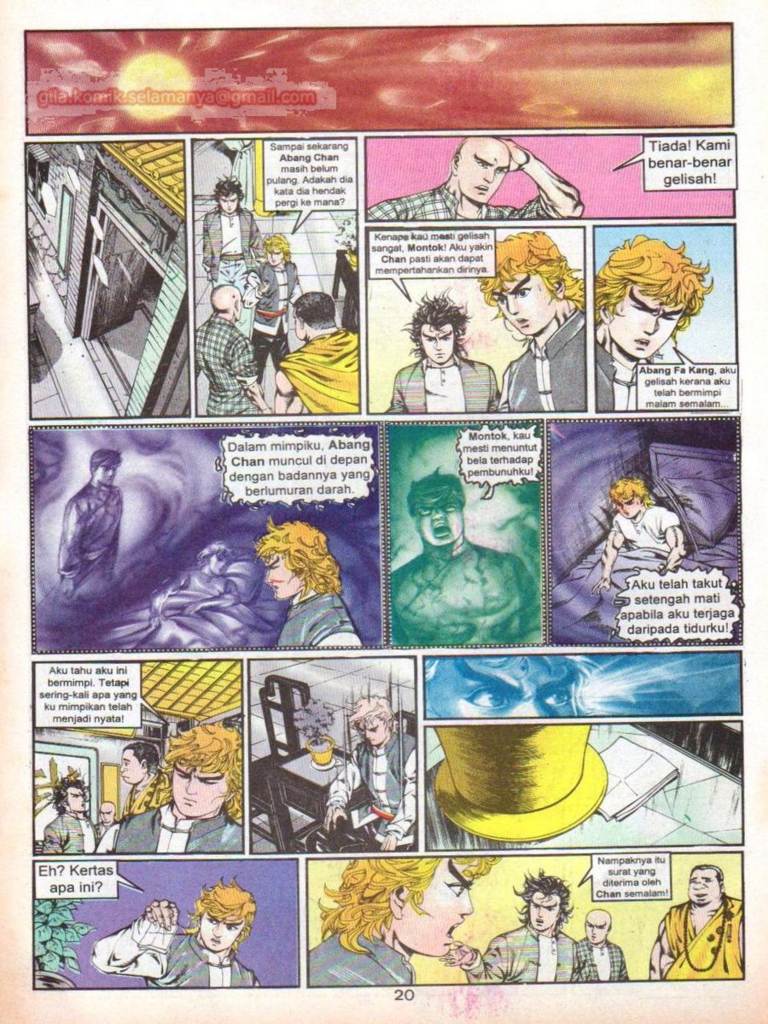 gila.komik.selamanya@gmail.com
Sampai sekarang
Abang Chan
masih belum
pulang. Adakah dia
kata dia hendak
pergi ke mana?
Tiada! Kami
benar-benar
gelisah!
Kenapa kau mesti gelisah
sangat, Montok! Aku yakin
Chan pasti akan dapat
mempertahankan dirinya.
Abang Fa Kang, aku
gelisah kerana aku
telah bermimpi
malam semalam...
Dalam mimpiku, Abang
Chan muncul di depan
dengan badannya yang
berlumuran darah.
Montok, kau
mesti menuntut
bela terhadap
pembunuhku!
Aku telah takut
setengah mati
apabila aku terjaga
daripada tidurku!
Aku tahu aku ini
bermimpi. Tetapi
sering-kali apa yang
ku mimpikan telah
menjadi nyata!
Eh? Kertas
apa ini?
Nampaknya itu
surat yang
diterima oleh
Chan semalam!
20